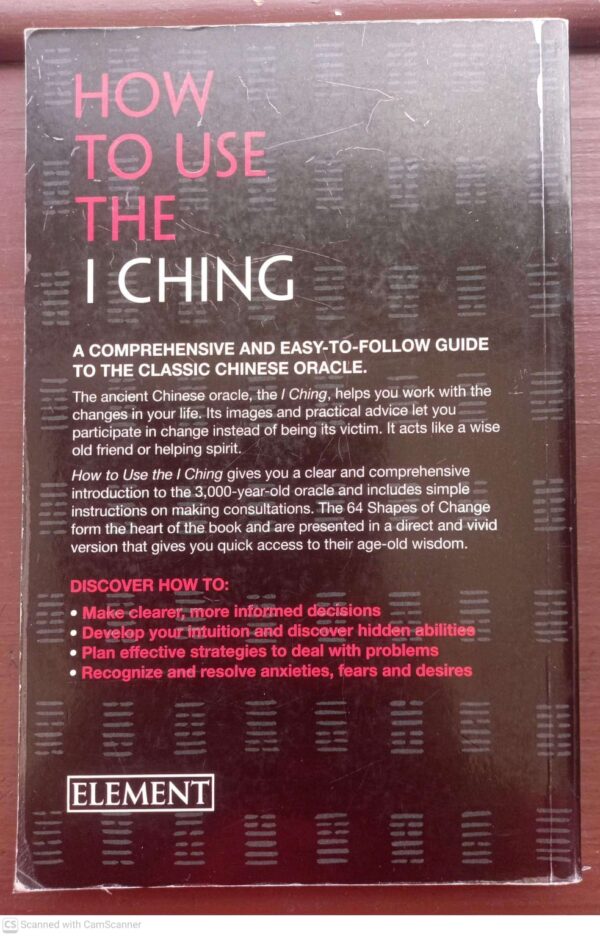 HOW
TO USE
THE
I CHING
A COMPREHENSIVE AND EASY-TO-FOLLOW GUIDE
TO THE CLASSIC CHINESE ORACLE.
The ancient Chinese oracle, the I Ching, helps you work with the
changes in your life. Its images and practical advice let you
participate in change instead of being its victim. It acts like a wise
old friend or helping spirit.
How to Use the I Ching gives you a clear and comprehensive
introduction to the 3,000-year-old oracle and includes simple
instructions on making consultations. The 64 Shapes of Change
form the heart of the book and are presented in a direct and vivid
version that gives you quick access to their age-old wisdom.
DISCOVER HOW TO:
• Make clearer, more informed decisions
• Develop your intuition and discover hidden abilities
• Plan effective strategies to deal with problems
• Recognize and resolve anxieties, fears and desires
ELEMENT
CS Scanned with CamScanner